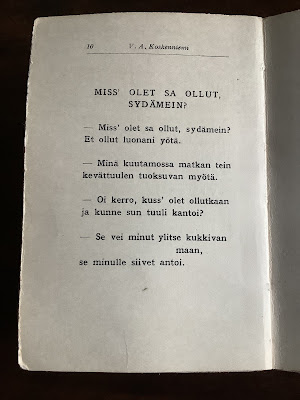 10 V. A. Koskenniemi
MISS' OLET SA OLLUT,
SYDÄMEIN?
— Miss' olet sa ollut, sydämein?
Et ollut luonani yötä.
— Minä kuutamossa matkan tein
kevättuulen tuoksuvan myötä.
— Oi kerro, kuss' olet ollutkaan
ja kunne sun tuuli kantoi?
— Se vei minut ylitse kukkivan
maan,
se minulle siivet antoi.